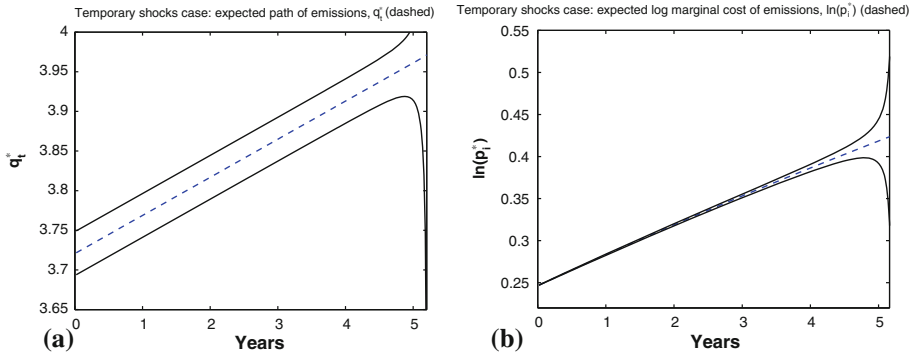 Temporary shocks case: expected path of emissions, q*t (dashed)
4
3.95
3.9
3.85
3.8
3.75
3.7
3.65
q*t
0 1 2 3 4 5
Years
(a)
Temporary shocks case: expected log marginal cost of emissions, ln(p*i) (dashed)
0.55
0.5
0.45
0.4
0.35
0.3
0.25
ln(p*i)
0 1 2 3 4 5
Years
(b)